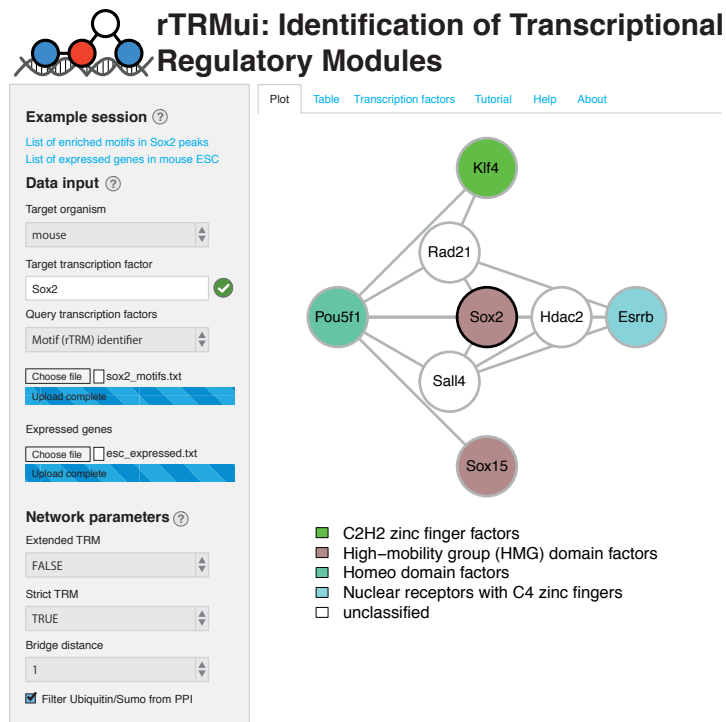 rTRMui: Identification of Transcriptional
Regulatory Modules
Example session ?
List of enriched motifs in Sox2 peaks
List of expressed genes in mouse ESC
Data input ?
Target organism
mouse
Target transcription factor
Sox2
Query transcription factors
Motif (rTRM) identifier
Choose file sox2_motifs.txt
Upload complete
Expressed genes
Choose file esc_expressed.txt
Upload complete
Network parameters ?
Extended TRM
FALSE
Strict TRM
TRUE
Bridge distance
1
Filter Ubiquitin/Sumo from PPI
Plot Table Transcription factors Tutorial Help About
Klf4
Rad21
Pou5f1 Sox2 Hdac2 Esrrb
Sall4
Sox15
C2H2 zinc finger factors
High−mobility group (HMG) domain factors
Homeo domain factors
Nuclear receptors with C4 zinc fingers
unclassified